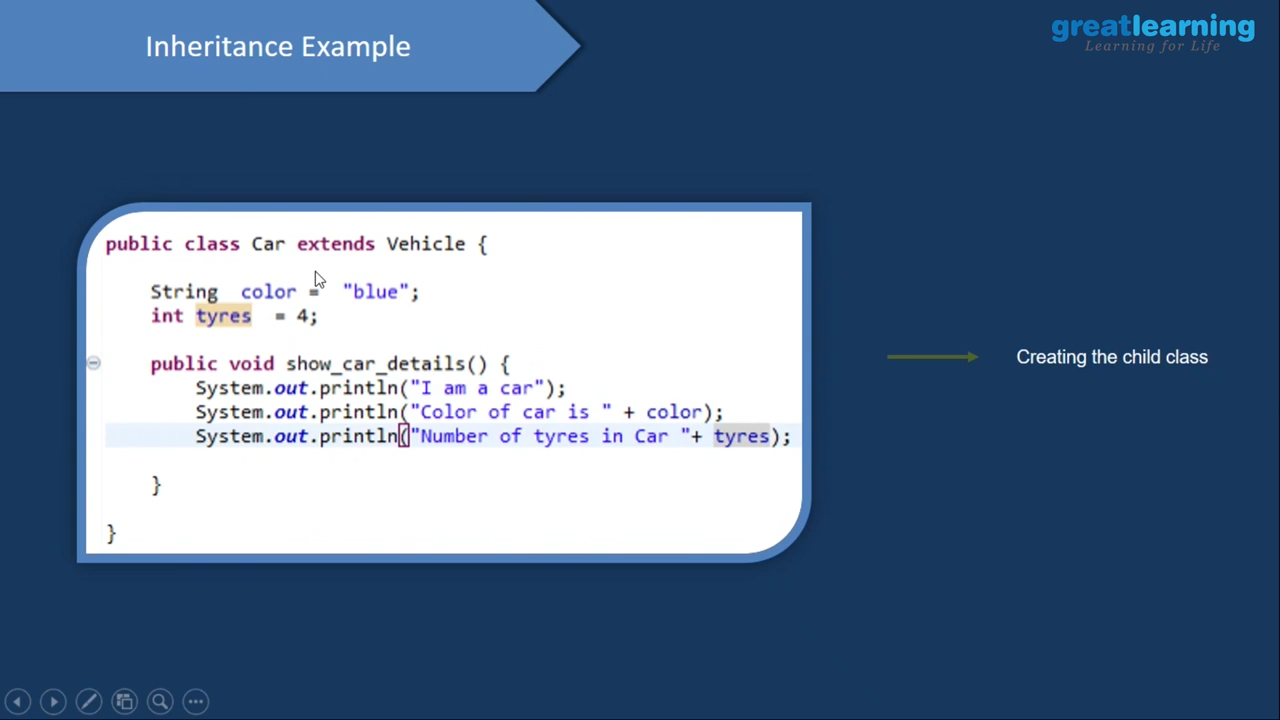 Inheritance Example
greatlearning
Learning for Life
public class Car extends Vehicle {
String color = "blue";
int tyres = 4;
public void show_car_details() {
System.out.println("I am a car");
System.out.println("Color of car is " + color);
System.out.println("Number of tyres in Car "+ tyres);
}
}
Creating the child class